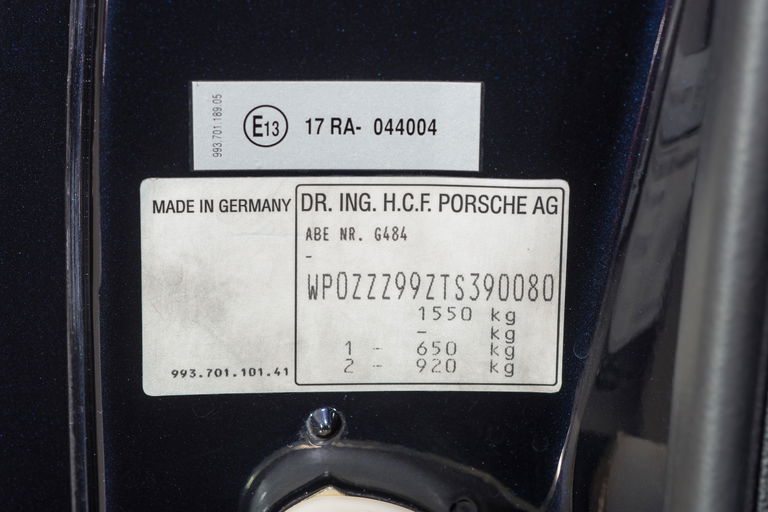 993.701.189.05
E13 17 RA- 044004
MADE IN GERMANY
993.701.101.41
DR. ING. H.C.F. PORSCHE AG
ABE NR. G484
-
WP0ZZZ99ZTS390080
1550 kg
- kg
1 - 650 kg
2 - 920 kg